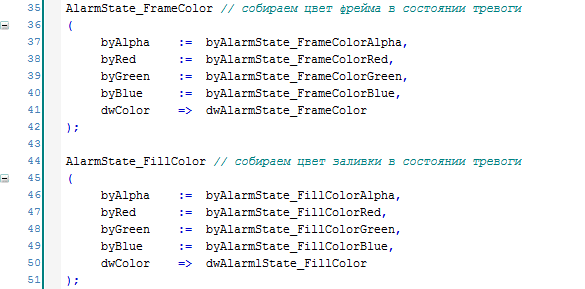 35 AlarmState_FrameColor // собираем цвет фрейма в состоянии тревоги
36 (
37 byAlpha := byAlarmState_FrameColorAlpha,
38 byRed := byAlarmState_FrameColorRed,
39 byGreen := byAlarmState_FrameColorGreen,
40 byBlue := byAlarmState_FrameColorBlue,
41 dwColor => dwAlarmState_FrameColor
42 );
43
44 AlarmState_FillColor // собираем цвет заливки в состоянии тревоги
45 (
46 byAlpha := byAlarmState_FillColorAlpha,
47 byRed := byAlarmState_FillColorRed,
48 byGreen := byAlarmState_FillColorGreen,
49 byBlue := byAlarmState_FillColorBlue,
50 dwColor => dwAlarmlState_FillColor
51 );